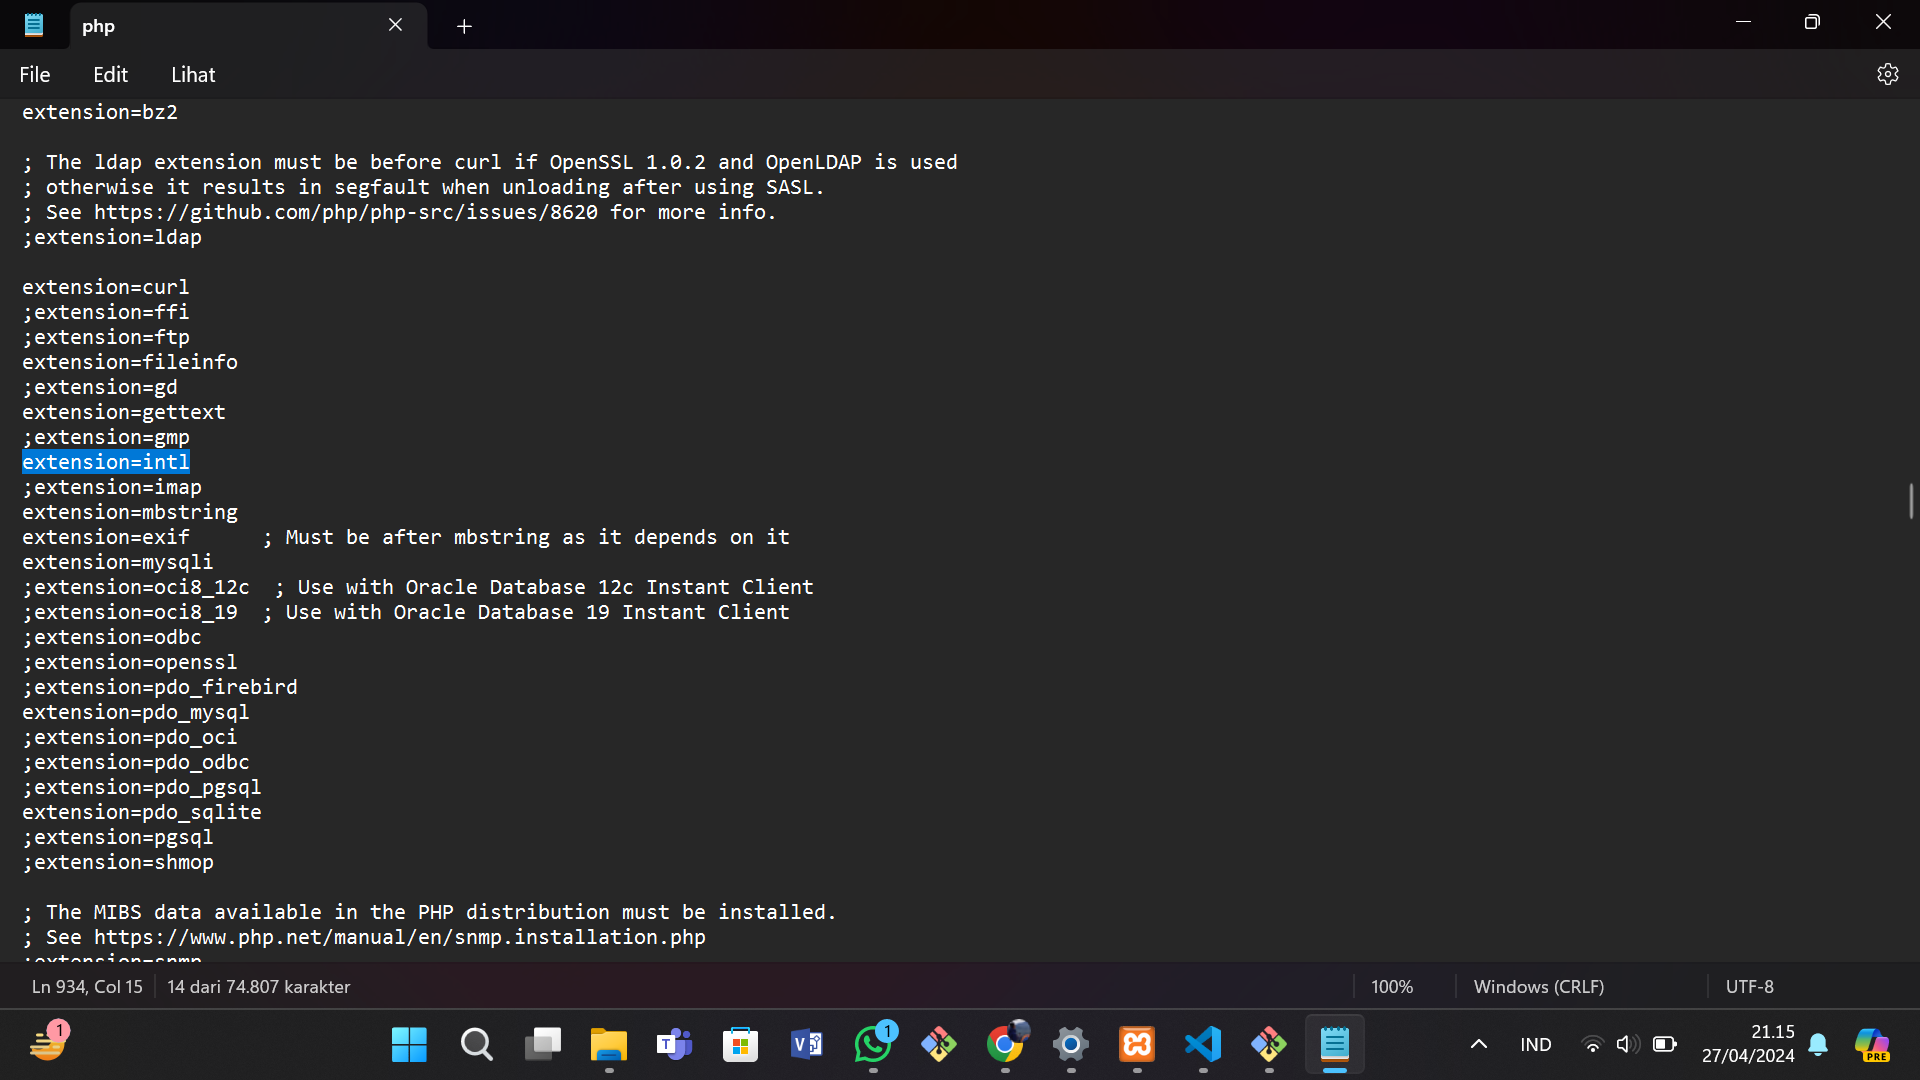 php
File Edit Lihat
extension=bz2
; The ldap extension must be before curl if OpenSSL 1.0.2 and OpenLDAP is used
; otherwise it results in segfault when unloading after using SASL.
; See https://github.com/php/php-src/issues/8620 for more info.
;extension=ldap
extension=curl
;extension=ffi
;extension=ftp
extension=fileinfo
;extension=gd
extension=gettext
;extension=gmp
extension=intl
;extension=imap
extension=mbstring
extension=exif      ; Must be after mbstring as it depends on it
extension=mysqli
;extension=oci8_12c  ; Use with Oracle Database 12c Instant Client
;extension=oci8_19  ; Use with Oracle Database 19 Instant Client
;extension=odbc
;extension=openssl
;extension=pdo_firebird
extension=pdo_mysql
;extension=pdo_oci
;extension=pdo_odbc
;extension=pdo_pgsql
extension=pdo_sqlite
;extension=pgsql
;extension=shmop
; The MIBS data available in the PHP distribution must be installed.
; See https://www.php.net/manual/en/snmp.installation.php
;extension=snmp
Ln 934, Col 15 14 dari 74.807 karakter 100% Windows (CRLF) UTF-8
1 1 IND 21.15
27/04/2024 PRE